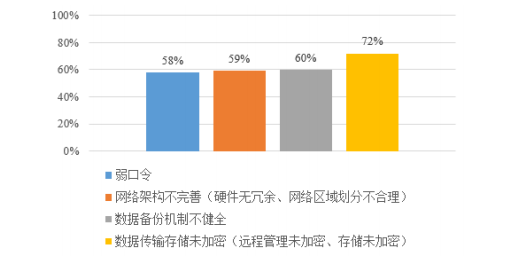 100%
80%
60%
40%
20%
0%
58%
59%
60%
72%
弱口令
网络架构不完善（硬件无冗余、网络区域划分不合理）
数据备份机制不健全
数据传输存储未加密（远程管理未加密、存储未加密）